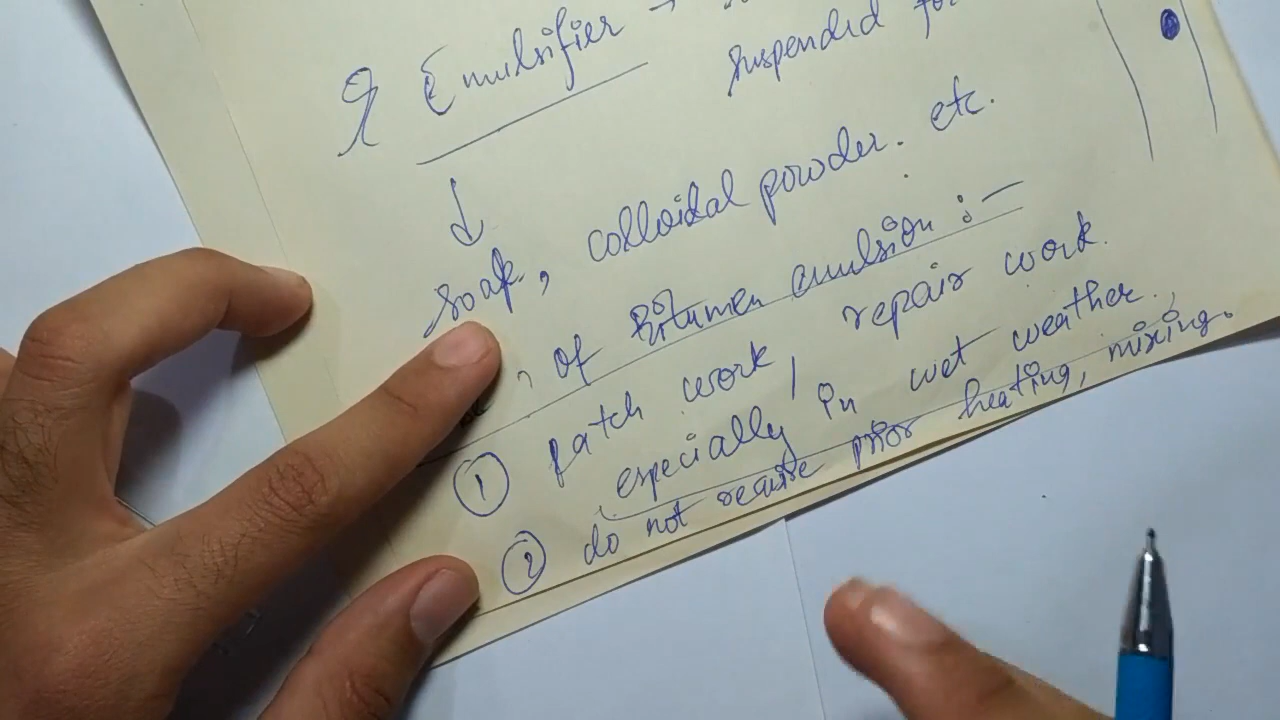 Emulsifier →
suspended
↓
soap, colloidal powder. etc.
of Bitumen emulsion :-
① patch work, repair work.
especially in wet weather.
② do not require prior heating, mixing.